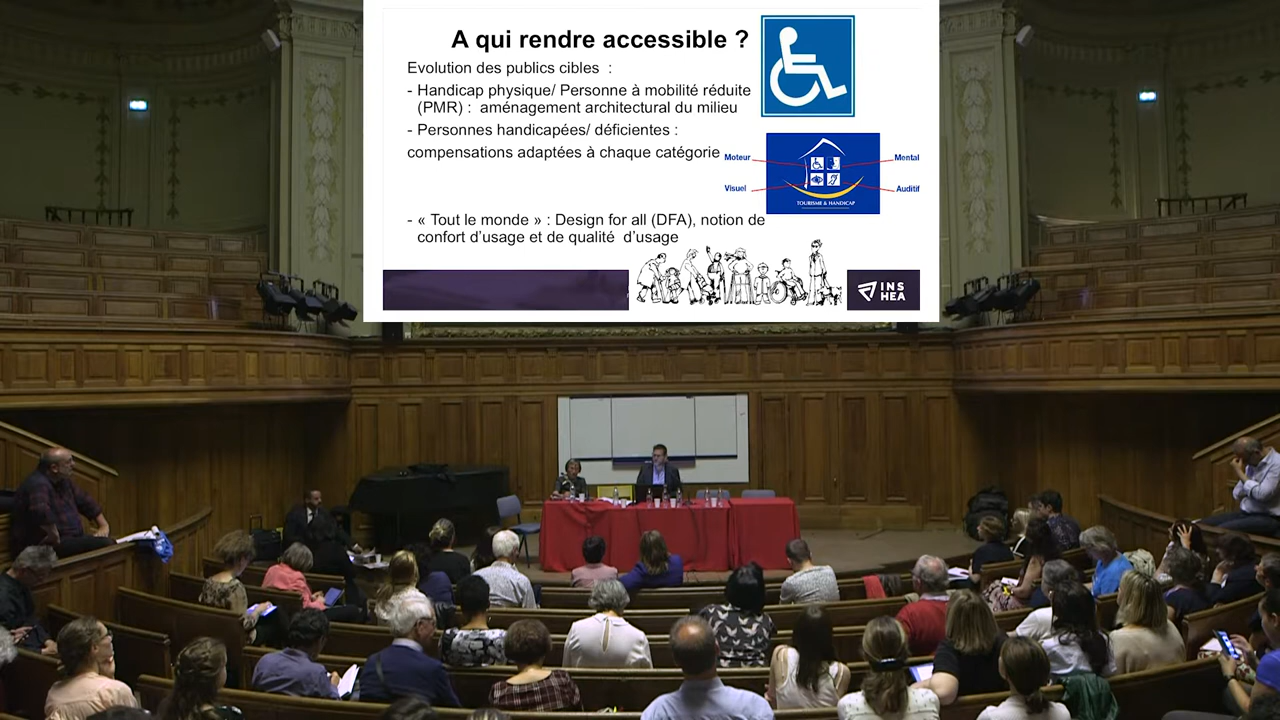 A qui rendre accessible ?
Evolution des publics cibles :
- Handicap physique/ Personne à mobilité réduite
(PMR) : aménagement architectural du milieu
- Personnes handicapées/ déficientes :
compensations adaptées à chaque catégorie
Moteur
Mental
Visuel
Auditif
TOURISME & HANDICAP
- « Tout le monde » : Design for all (DFA), notion de
confort d'usage et de qualité d'usage
INS
HEA